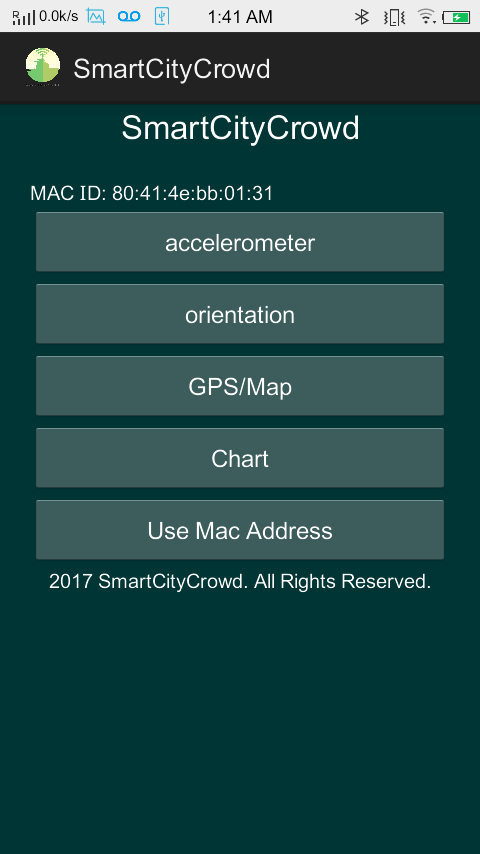 R 0.0k/s 1:41 AM
SmartCityCrowd
SmartCityCrowd
MAC ID: 80:41:4e:bb:01:31
accelerometer
orientation
GPS/Map
Chart
Use Mac Address
2017 SmartCityCrowd. All Rights Reserved.